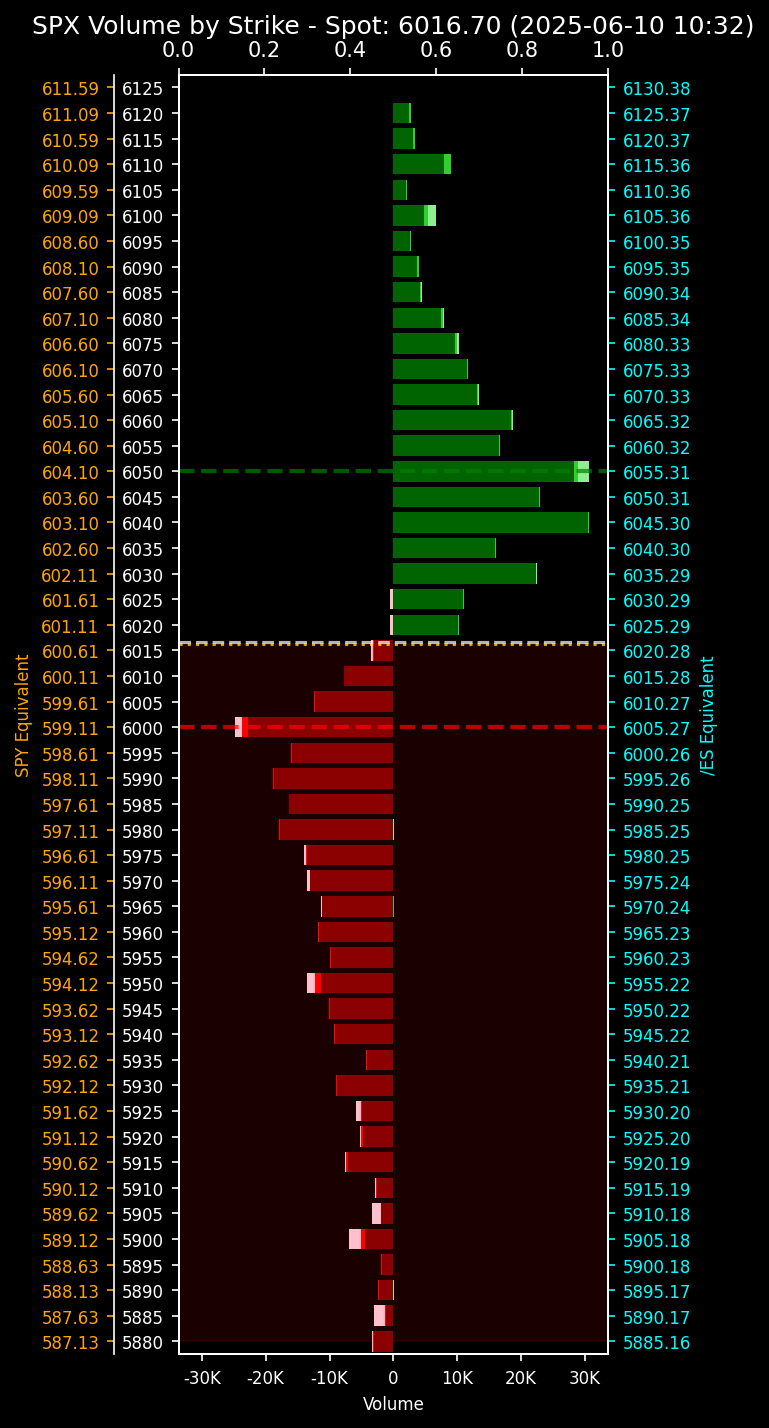 SPX Volume by Strike - Spot: 6016.70 (2025-06-10 10:32)
0.0 0.2 0.4 0.6 0.8 1.0
611.59 6125 6130.38
611.09 6120 6125.37
610.59 6115 6120.37
610.09 6110 6115.36
609.59 6105 6110.36
609.09 6100 6105.36
608.60 6095 6100.35
608.10 6090 6095.35
607.60 6085 6090.34
607.10 6080 6085.34
606.60 6075 6080.33
606.10 6070 6075.33
605.60 6065 6070.33
605.10 6060 6065.32
604.60 6055 6060.32
604.10 6050 6055.31
603.60 6045 6050.31
603.10 6040 6045.30
602.60 6035 6040.30
602.11 6030 6035.29
601.61 6025 6030.29
601.11 6020 6025.29
600.61 6015 6020.28
600.11 6010 6015.28
599.61 6005 6010.27
599.11 6000 6005.27
598.61 5995 6000.26
598.11 5990 5995.26
597.61 5985 5990.25
597.11 5980 5985.25
596.61 5975 5980.25
596.11 5970 5975.24
595.61 5965 5970.24
595.12 5960 5965.23
594.62 5955 5960.23
594.12 5950 5955.22
593.62 5945 5950.22
593.12 5940 5945.22
592.62 5935 5940.21
592.12 5930 5935.21
591.62 5925 5930.20
591.12 5920 5925.20
590.62 5915 5920.19
590.12 5910 5915.19
589.62 5905 5910.18
589.12 5900 5905.18
588.63 5895 5900.18
588.13 5890 5895.17
587.63 5885 5890.17
587.13 5880 5885.16
SPY Equivalent
/ES Equivalent
-30K -20K -10K 0 10K 20K 30K
Volume